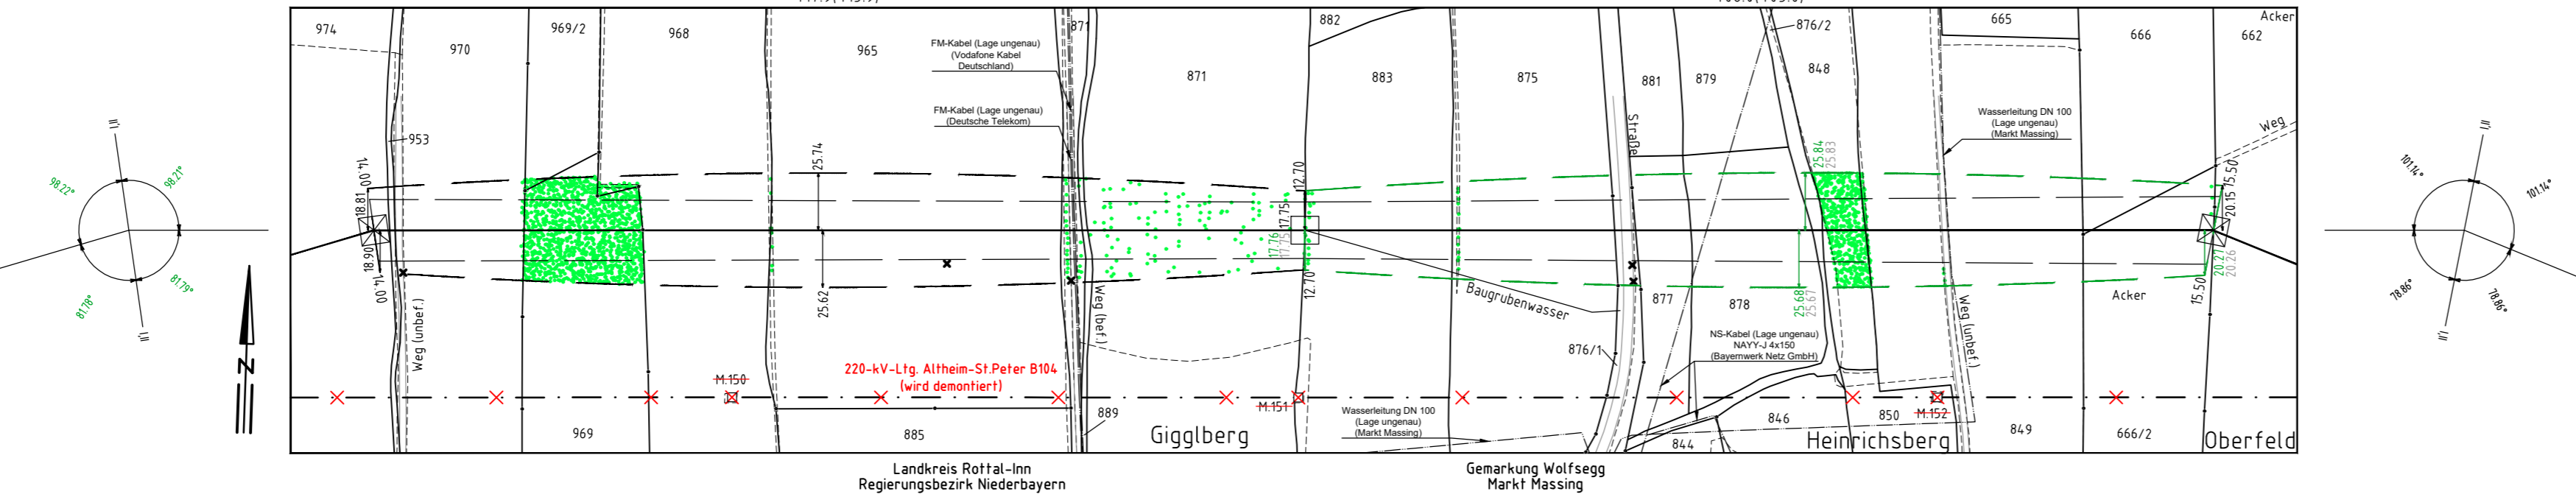 974
970
969/2
968
965
FM-Kabel (Lage ungenau)
(Vodafone Kabel
Deutschland)
871
871
882
883
875
881
879
876/2
848
665
666
Acker
662
FM-Kabel (Lage ungenau)
(Deutsche Telekom)
Wasserleitung DN 100
(Lage ungenau)
(Markt Massing)
Weg
Straße
953
I,II
I,II
98.22°
98.21°
81.78°
81.79°
II,I
14.00
18.81
18.90
14.00
25.74
25.62
12.70
17.75
17.76
17.75
12.70
25.84
25.83
25.68
25.67
15.50
20.15
20.27
20.26
15.50
101.14°
101.14°
78.86°
78.86°
II,I
N
Weg (unbef.)
Weg (bef.)
Baugrubenwasser
877
878
Acker
Weg (unbef.)
NS-Kabel (Lage ungenau)
NAYY-J 4x150
(Bayernwerk Netz GmbH)
876/1
220-kV-Ltg. Altheim-St.Peter B104
(wird demontiert)
M.150
M.151
M.152
889
Wasserleitung DN 100
(Lage ungenau)
(Markt Massing)
969
885
Gigglberg
844
846
850
Heinrichsberg
849
666/2
Oberfeld
Landkreis Rottal-Inn
Regierungsbezirk Niederbayern
Gemarkung Wolfsegg
Markt Massing